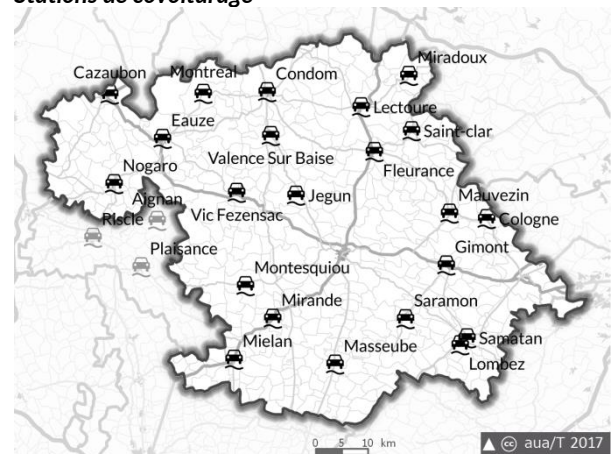 Stations de covoiturage
Cazaubon
Montreal
Condom
Miradoux
Lectoure
Eauze
Saint-clar
Valence Sur Baise
Fleurance
Nogaro
Aignan
Vic Fezensac
Jegun
Mauvezin
Cologne
Riscle
Plaisance
Gimont
Montesquiou
Mirande
Saramon
Mielan
Masseube
Samatan
Lombez
0 5 10 km
cc aua/T 2017